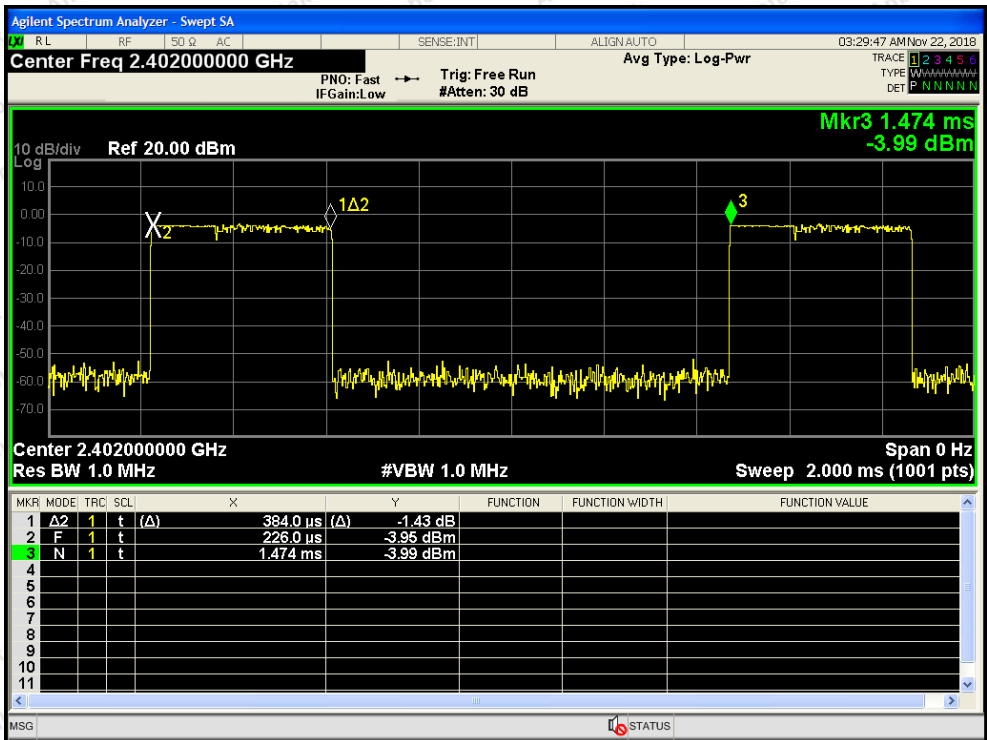 Agilent Spectrum Analyzer - Swept SA
LXI RL RF 50 Ω AC SENSE:INT ALIGN AUTO 03:29:47 AM Nov 22, 2018
Center Freq 2.402000000 GHz
Avg Type: Log-Pwr
TRACE 1 2 3 4 5 6
PNO: Fast Trig: Free Run
TYPE
IFGain:Low #Atten: 30 dB
DET P N N N N N
Mkr3 1.474 ms
-3.99 dBm
10 dB/div Ref 20.00 dBm
Log
10.0
0.00
-10.0
-20.0
-30.0
-40.0
-50.0
-60.0
-70.0
2
1Δ2
3
Center 2.402000000 GHz Span 0 Hz
Res BW 1.0 MHz #VBW 1.0 MHz Sweep 2.000 ms (1001 pts)
MKR MODE TRC SCL X Y FUNCTION FUNCTION WIDTH FUNCTION VALUE
1 Δ2 1 t (Δ) 384.0 µs (Δ) -1.43 dB
2 F 1 t 226.0 µs -3.95 dBm
3 N 1 t 1.474 ms -3.99 dBm
4
5
6
7
8
9
10
11
MSG STATUS